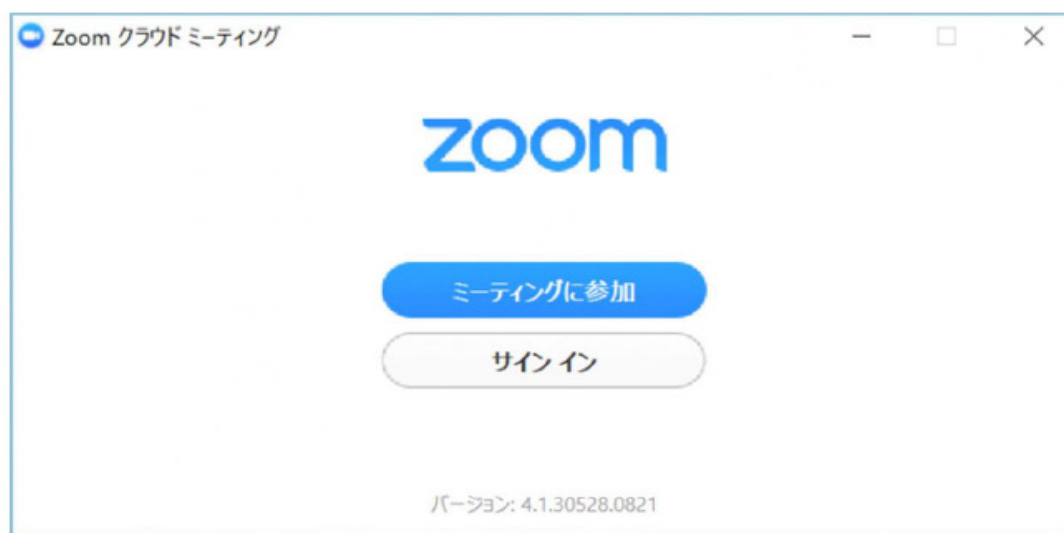 Zoom クラウド ミーティング
zoom
ミーティングに参加
サイン イン
バージョン: 4.1.30528.0821